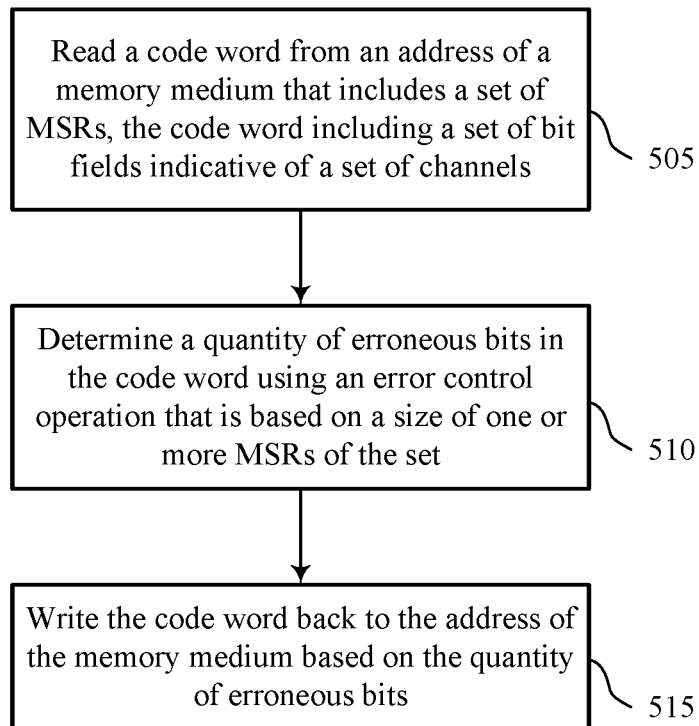 Read a code word from an address of a
memory medium that includes a set of
MSRs, the code word including a set of bit
fields indicative of a set of channels
505
Determine a quantity of erroneous bits in
the code word using an error control
operation that is based on a size of one or
more MSRs of the set
510
Write the code word back to the address of
the memory medium based on the quantity
of erroneous bits
515